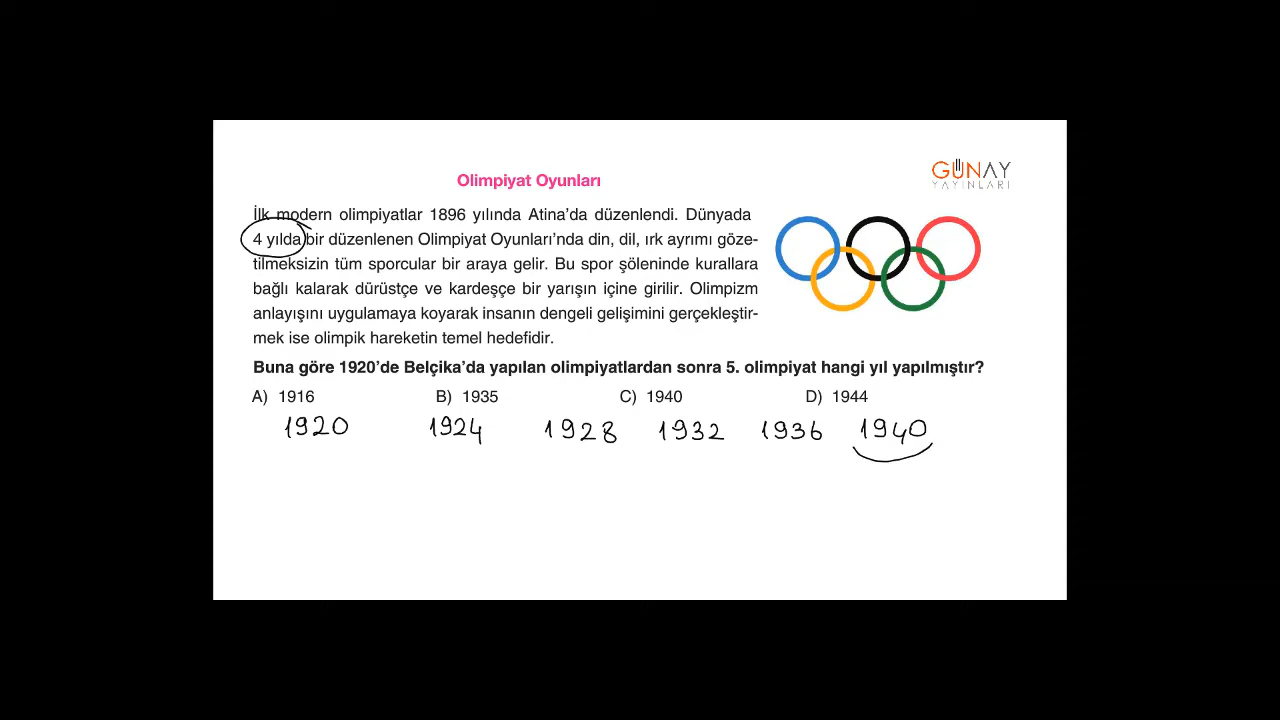 Olimpiyat Oyunları
GÜNAY
YAYINLARI
İlk modern olimpiyatlar 1896 yılında Atina'da düzenlendi. Dünyada
4 yılda bir düzenlenen Olimpiyat Oyunları'nda din, dil, ırk ayrımı göze-
tilmeksizin tüm sporcular bir araya gelir. Bu spor şöleninde kurallara
bağlı kalarak dürüstçe ve kardeşçe bir yarışın içine girilir. Olimpizm
anlayışını uygulamaya koyarak insanın dengeli gelişimini gerçekleştir-
mek ise olimpik hareketin temel hedefidir.
Buna göre 1920'de Belçika'da yapılan olimpiyatlardan sonra 5. olimpiyat hangi yıl yapılmıştır?
A) 1916 B) 1935 C) 1940 D) 1944
1920 1924 1928 1932 1936 1940